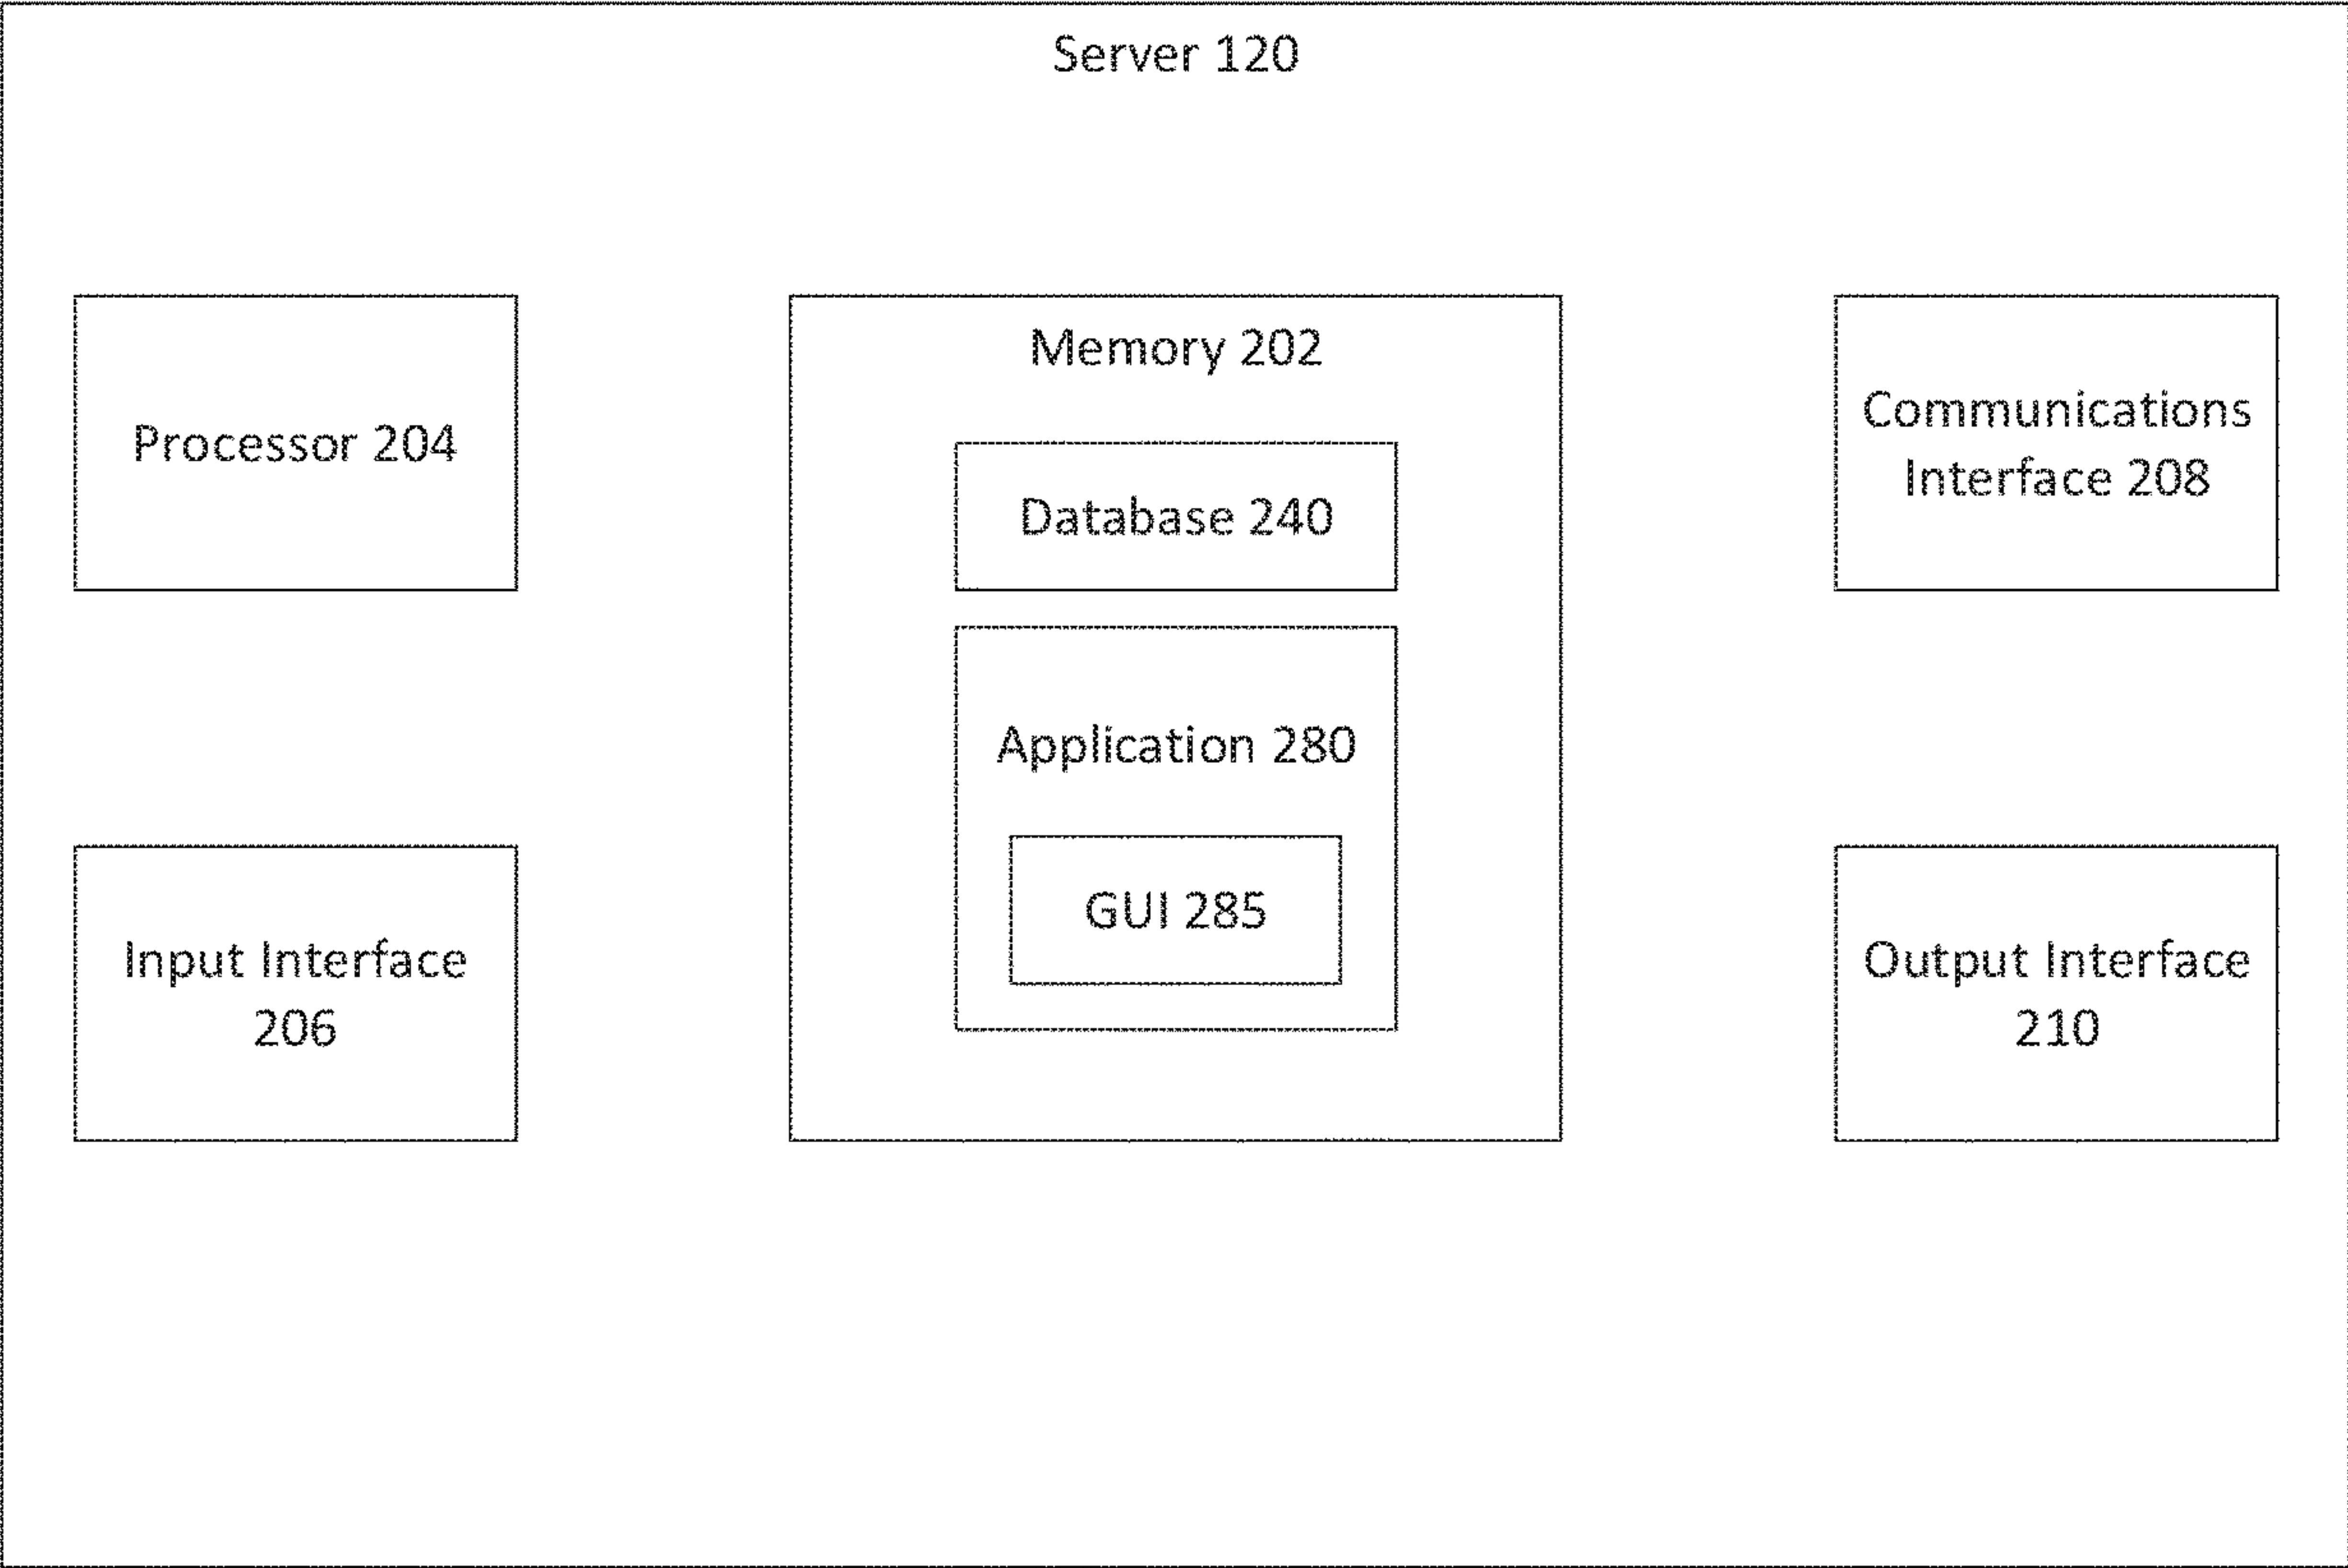 Server 120
Processor 204
Memory 202
Database 240
Application 280
GUI 285
Communications
Interface 208
Input Interface
206
Output Interface
210